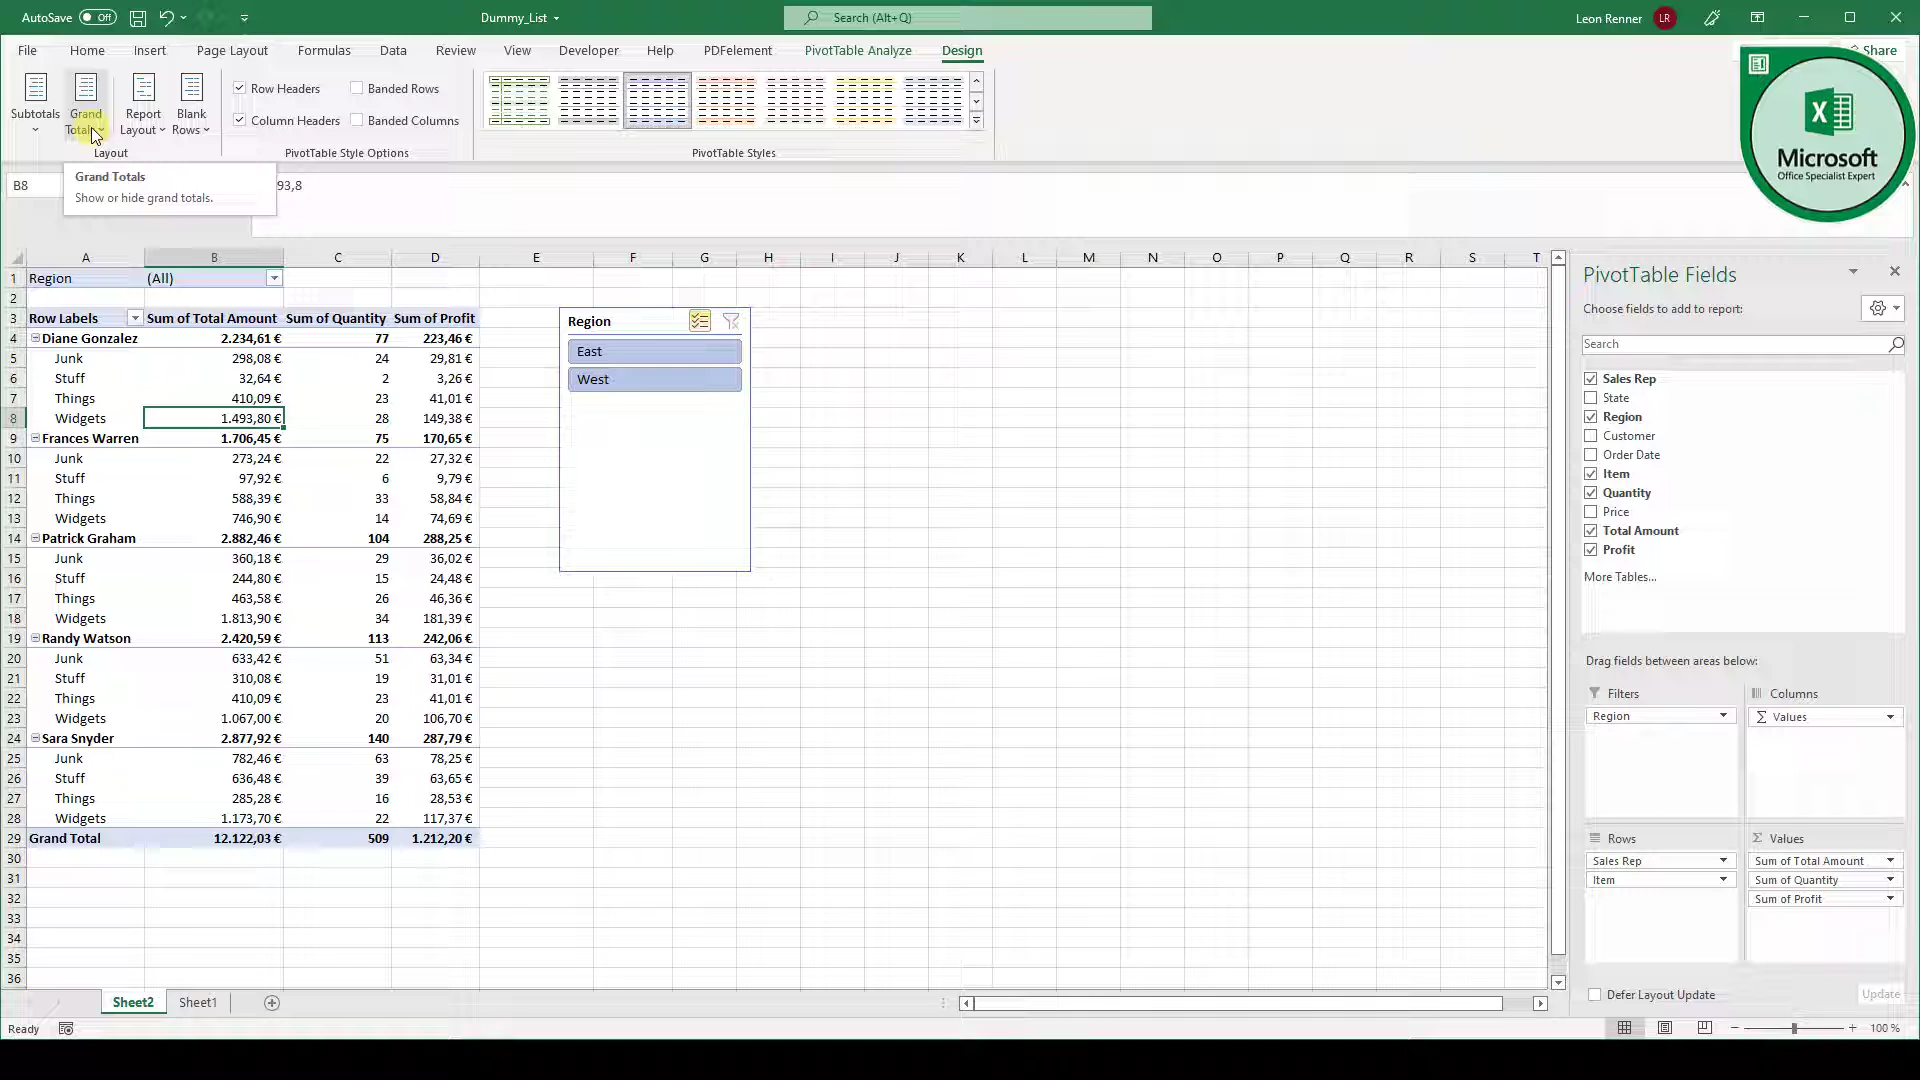 AutoSave Off Dummy_List Search (Alt+Q) Leon Renner LR
File Home Insert Page Layout Formulas Data Review View Developer Help PDFelement PivotTable Analyze Design Share
Subtotals Grand Totals Report Layout Blank Rows
Row Headers Banded Rows
Column Headers Banded Columns
Layout PivotTable Style Options PivotTable Styles
Microsoft
Office Specialist Expert
Grand Totals
Show or hide grand totals.
B8 93,8
A B C D E F G H I J K L M N O P Q R S T
1 Region (All)
2
3 Row Labels Sum of Total Amount Sum of Quantity Sum of Profit
4 Diane Gonzalez 2.234,61 € 77 223,46 €
5 Junk 298,08 € 24 29,81 €
6 Stuff 32,64 € 2 3,26 €
7 Things 410,09 € 23 41,01 €
8 Widgets 1.493,80 € 28 149,38 €
9 Frances Warren 1.706,45 € 75 170,65 €
10 Junk 273,24 € 22 27,32 €
11 Stuff 97,92 € 6 9,79 €
12 Things 588,39 € 33 58,84 €
13 Widgets 746,90 € 14 74,69 €
14 Patrick Graham 2.882,46 € 104 288,25 €
15 Junk 360,18 € 29 36,02 €
16 Stuff 244,80 € 15 24,48 €
17 Things 463,58 € 26 46,36 €
18 Widgets 1.813,90 € 34 181,39 €
19 Randy Watson 2.420,59 € 113 242,06 €
20 Junk 633,42 € 51 63,34 €
21 Stuff 310,08 € 19 31,01 €
22 Things 410,09 € 23 41,01 €
23 Widgets 1.067,00 € 20 106,70 €
24 Sara Snyder 2.877,92 € 140 287,79 €
25 Junk 782,46 € 63 78,25 €
26 Stuff 636,48 € 39 63,65 €
27 Things 285,28 € 16 28,53 €
28 Widgets 1.173,70 € 22 117,37 €
29 Grand Total 12.122,03 € 509 1.212,20 €
30
31
32
33
34
35
36
Region
East
West
PivotTable Fields
Choose fields to add to report:
Search
Sales Rep
State
Region
Customer
Order Date
Item
Quantity
Price
Total Amount
Profit
More Tables...
Drag fields between areas below:
Filters
Region
Columns
Σ Values
Rows
Sales Rep
Item
Σ Values
Sum of Total Amount
Sum of Quantity
Sum of Profit
Defer Layout Update Update
Sheet2 Sheet1
Ready 100 %